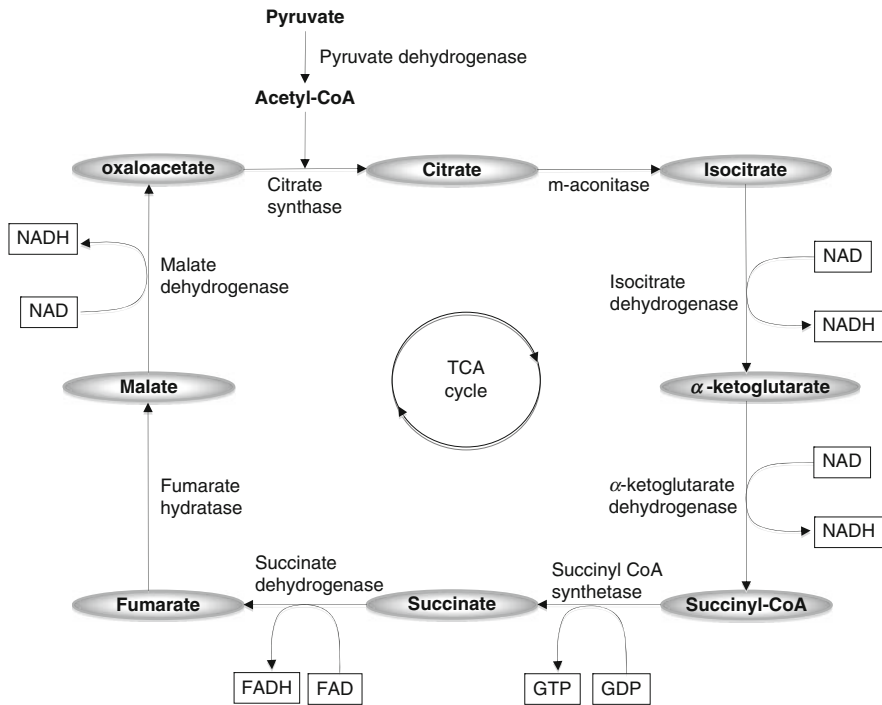 Pyruvate
Pyruvate dehydrogenase
Acetyl-CoA
oxaloacetate
Citrate
synthase
Citrate
m-aconitase
Isocitrate
NADH
NAD
Malate
dehydrogenase
Isocitrate
dehydrogenase
NAD
NADH
TCA
cycle
Malate
α-ketoglutarate
Fumarate
hydratase
α-ketoglutarate
dehydrogenase
NAD
NADH
Succinate
dehydrogenase
Succinyl CoA
synthetase
Fumarate
Succinate
Succinyl-CoA
FADH
FAD
GTP
GDP